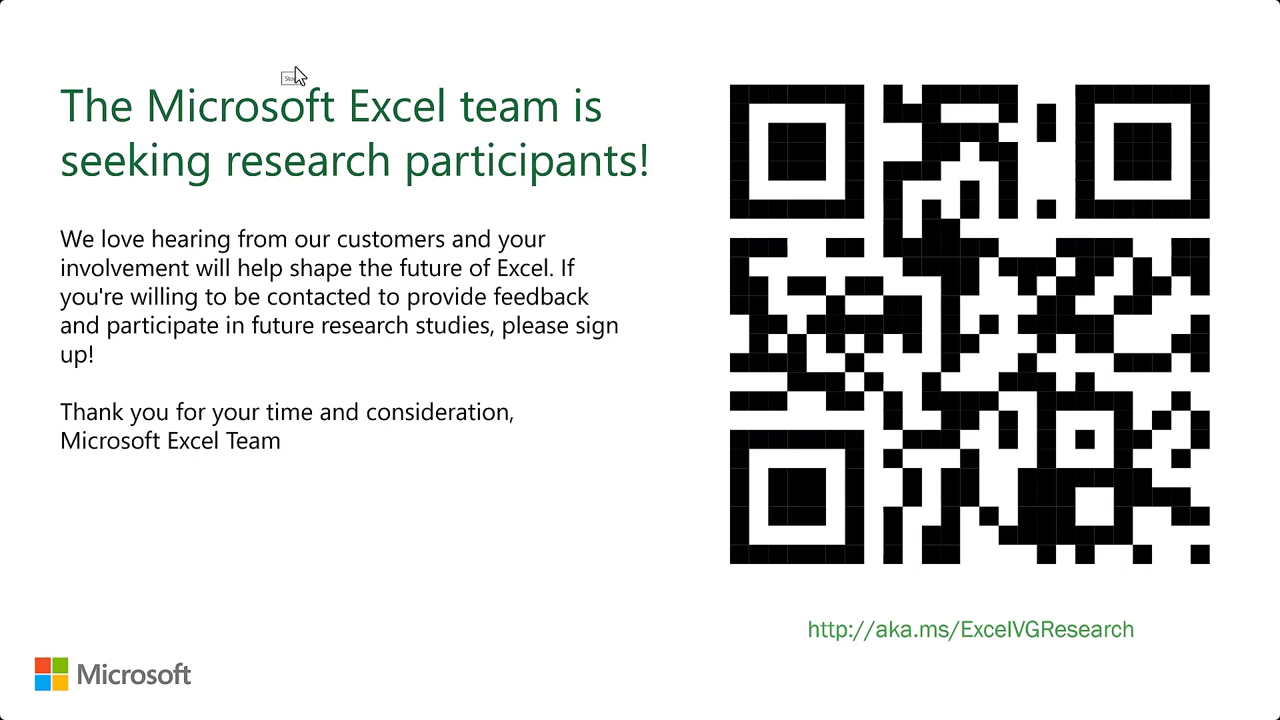 The Microsoft Excel team is
seeking research participants!
We love hearing from our customers and your
involvement will help shape the future of Excel. If
you're willing to be contacted to provide feedback
and participate in future research studies, please sign
up!
Thank you for your time and consideration,
Microsoft Excel Team
http://aka.ms/ExcelVGResearch
Microsoft